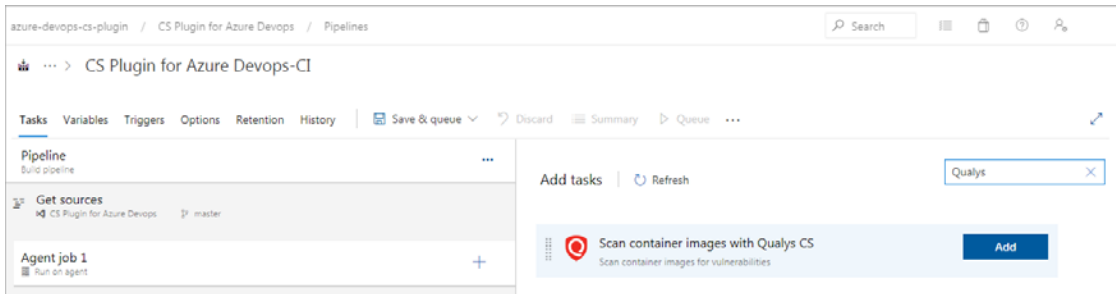 azure-devops-cs-plugin / CS Plugin for Azure Devops / Pipelines
Search
··· > CS Plugin for Azure Devops-CI
Tasks Variables Triggers Options Retention History Save & queue Discard Summary Queue ...
Pipeline
Build pipeline
...
Add tasks Refresh
Qualys
Get sources
CS Plugin for Azure Devops master
Scan container images with Qualys CS
Scan container images for vulnerabilities
Add
Agent job 1
Run on agent